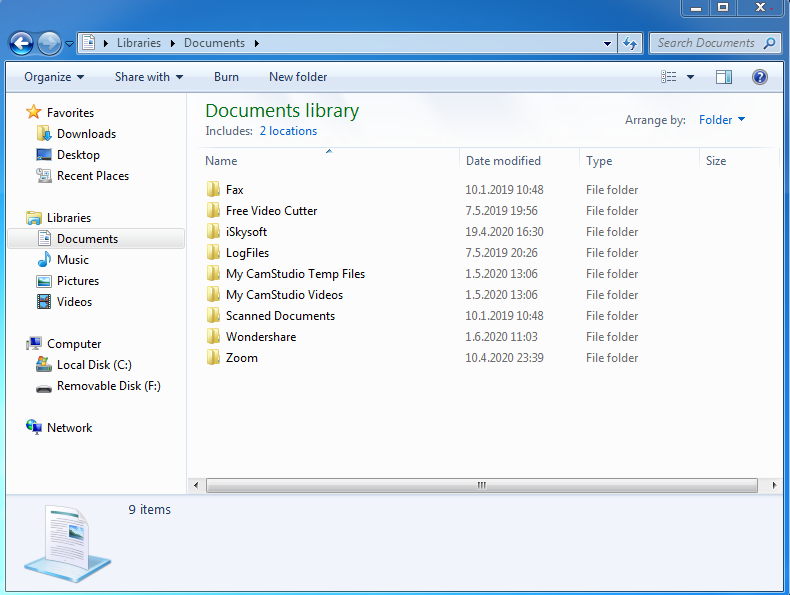 Libraries Documents Search Documents
Organize Share with Burn New folder
Favorites
Downloads
Desktop
Recent Places
Libraries
Documents
Music
Pictures
Videos
Computer
Local Disk (C:)
Removable Disk (F:)
Network
Documents library
Includes: 2 locations
Arrange by: Folder
Name Date modified Type Size
Fax 10.1.2019 10:48 File folder
Free Video Cutter 7.5.2019 19:56 File folder
iSkysoft 19.4.2020 16:30 File folder
LogFiles 7.5.2019 20:26 File folder
My CamStudio Temp Files 1.5.2020 13:06 File folder
My CamStudio Videos 1.5.2020 13:06 File folder
Scanned Documents 10.1.2019 10:48 File folder
Wondershare 1.6.2020 11:03 File folder
Zoom 10.4.2020 23:39 File folder
9 items